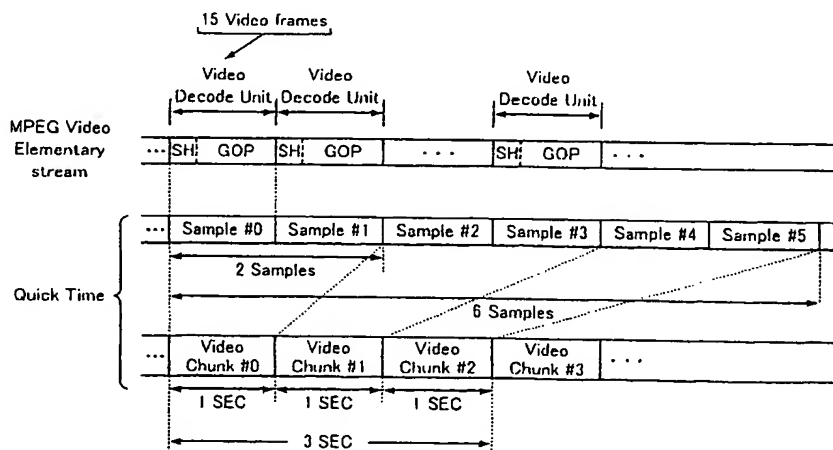 15 Video frames
Video Decode Unit
Video Decode Unit
Video Decode Unit
MPEG Video Elementary stream
... SH GOP SH GOP ... SH GOP ...
Quick Time
... Sample #0 Sample #1 Sample #2 Sample #3 Sample #4 Sample #5
2 Samples
6 Samples
... Video Chunk #0 Video Chunk #1 Video Chunk #2 Video Chunk #3 ...
1 SEC 1 SEC 1 SEC
3 SEC